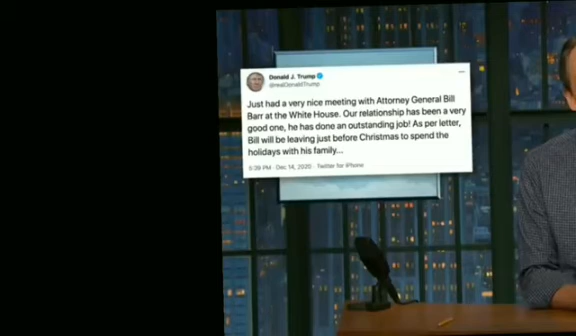 Donald J. Trump
@realDonaldTrump
Just had a very nice meeting with Attorney General Bill
Barr at the White House. Our relationship has been a very
good one, he has done an outstanding job! As per letter,
Bill will be leaving just before Christmas to spend the
holidays with his family...
5:39 PM · Dec 14, 2020 · Twitter for iPhone